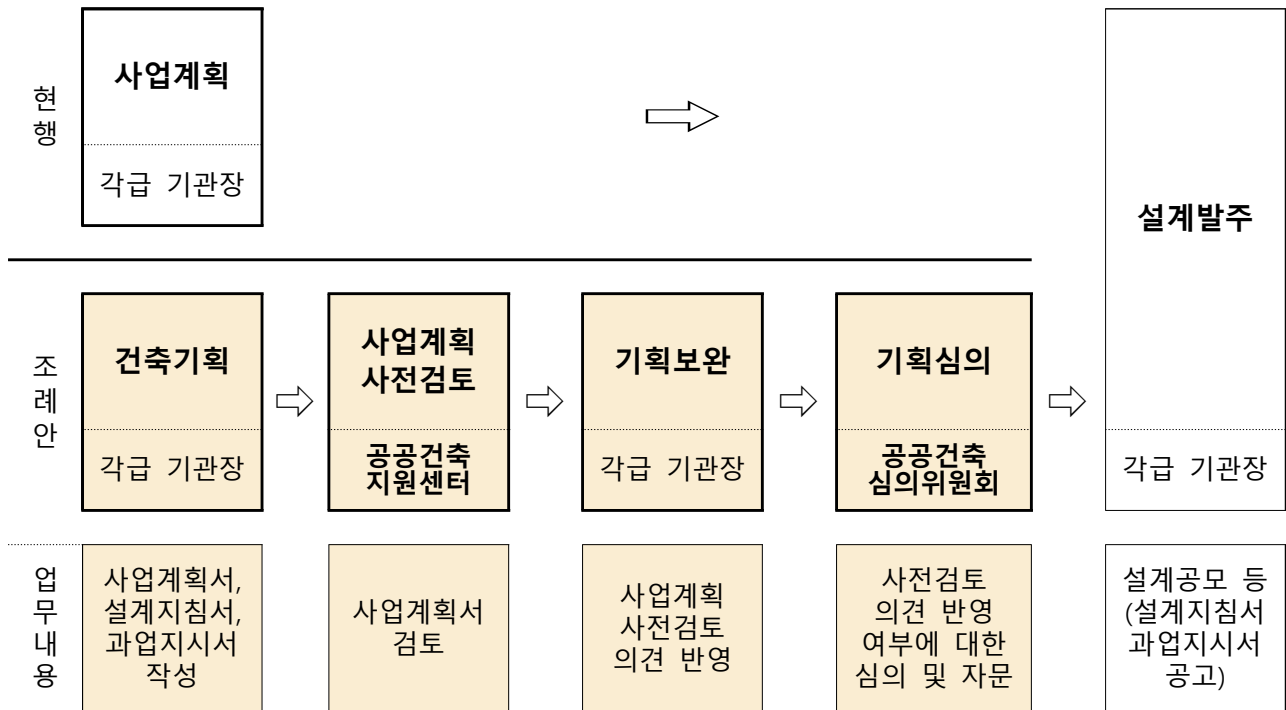 현행
사업계획
각급 기관장
설계발주
각급 기관장
조례안
건축기획
각급 기관장
사업계획
사전검토
공공건축
지원센터
기획보완
각급 기관장
기획심의
공공건축
심의위원회
업무내용
사업계획서,
설계지침서,
과업지시서
작성
사업계획서
검토
사업계획
사전검토
의견 반영
사전검토
의견 반영
여부에 대한
심의 및 자문
설계공모 등
(설계지침서
과업지시서
공고)